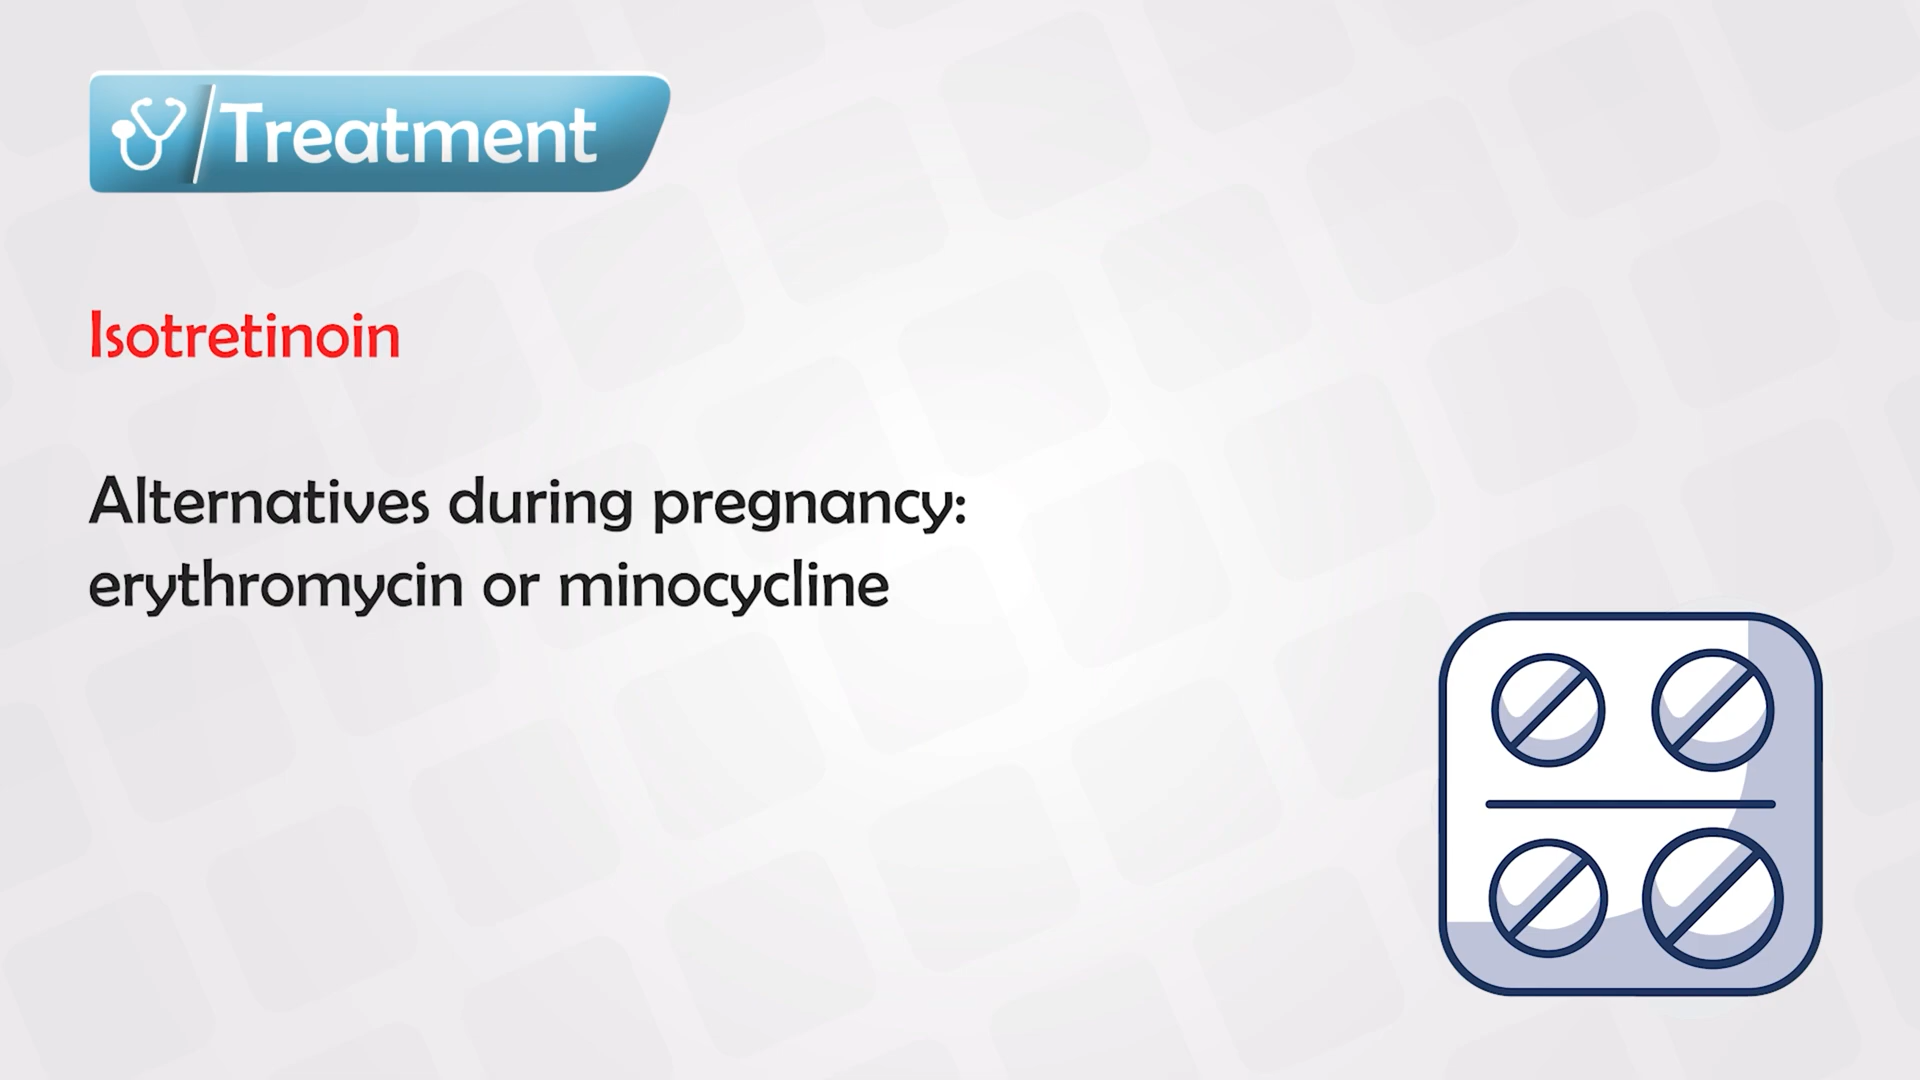 Treatment
Isotretinoin
Alternatives during pregnancy:
erythromycin or minocycline